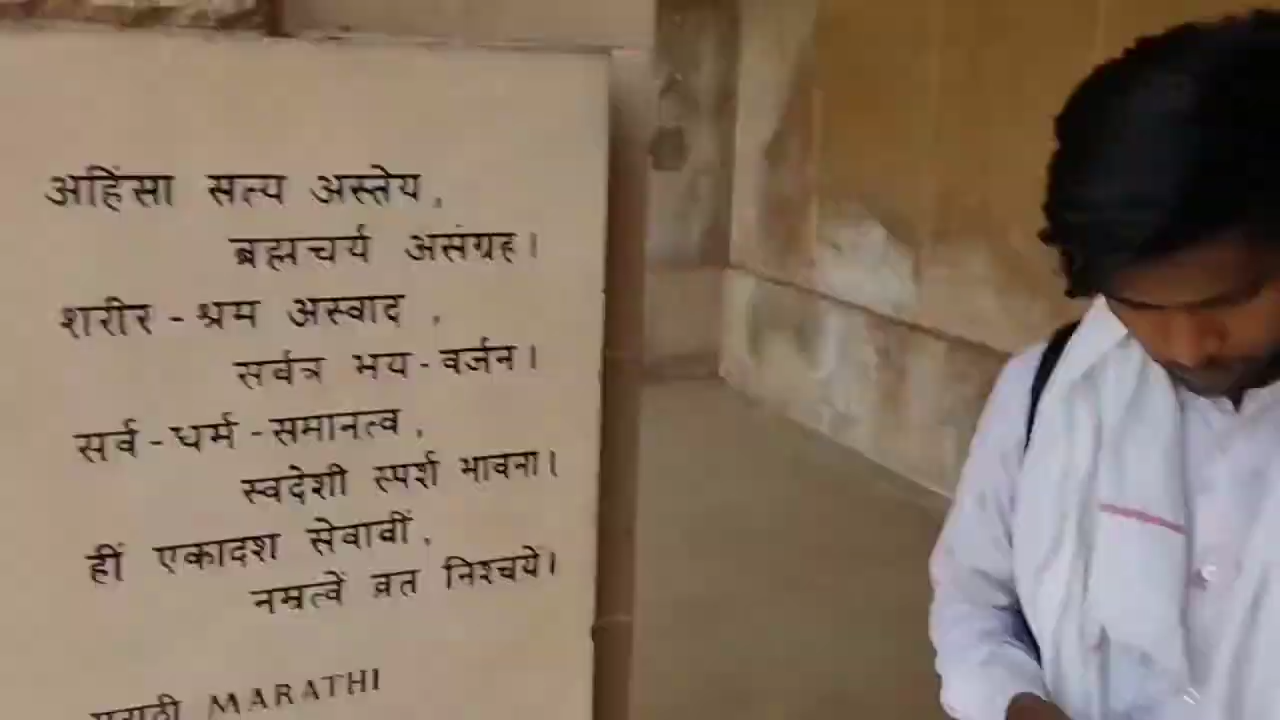 अहिंसा सत्य अस्तेय,
ब्रह्मचर्य असंग्रह।
शरीर - श्रम अस्वाद ,
सर्वत्र भय - वर्जन।
सर्व - धर्म - समानत्व ,
स्वदेशी स्पर्श भावना।
हीं एकादश सेवावीं,
नम्रत्वें व्रत निश्चयें।
मराठी MARATHI